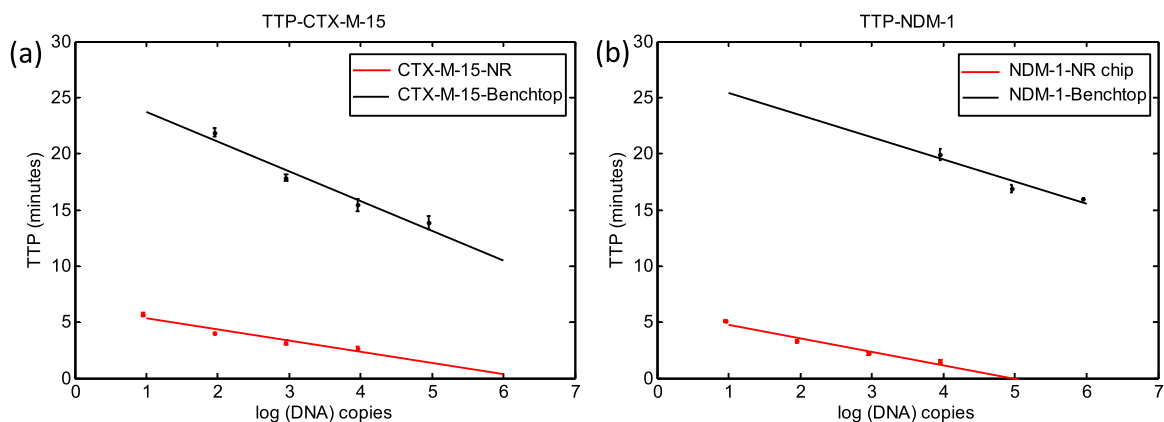 TTP-CTX-M-15
(a)
30
25
20
15
10
5
0
TTP (minutes)
CTX-M-15-NR
CTX-M-15-Benchtop
0 1 2 3 4 5 6 7
log (DNA) copies
TTP-NDM-1
(b)
30
25
20
15
10
5
0
TTP (minutes)
NDM-1-NR chip
NDM-1-Benchtop
0 1 2 3 4 5 6 7
log (DNA) copies